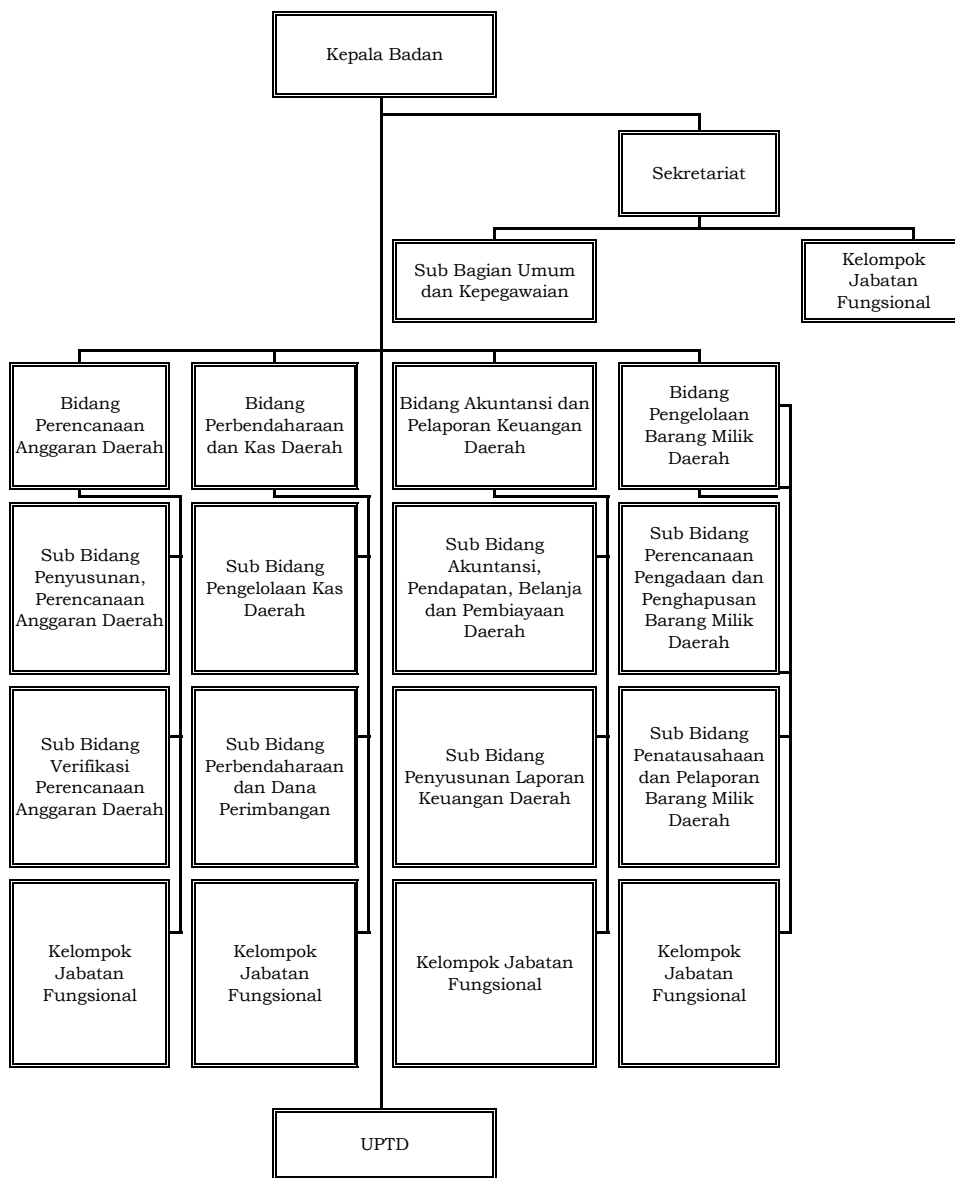 Kepala Badan
Sekretariat
Sub Bagian Umum
dan Kepegawaian
Kelompok
Jabatan
Fungsional
Bidang
Perencanaan
Anggaran Daerah
Bidang
Perbendaharaan
dan Kas Daerah
Bidang Akuntansi dan
Pelaporan Keuangan
Daerah
Bidang
Pengelolaan
Barang Milik
Daerah
Sub Bidang
Penyusunan,
Perencanaan
Anggaran Daerah
Sub Bidang
Pengelolaan Kas
Daerah
Sub Bidang
Akuntansi,
Pendapatan, Belanja
dan Pembiayaan
Daerah
Sub Bidang
Perencanaan
Pengadaan dan
Penghapusan
Barang Milik
Daerah
Sub Bidang
Verifikasi
Perencanaan
Anggaran Daerah
Sub Bidang
Perbendaharaan
dan Dana
Perimbangan
Sub Bidang
Penyusunan Laporan
Keuangan Daerah
Sub Bidang
Penatausahaan
dan Pelaporan
Barang Milik
Daerah
Kelompok
Jabatan
Fungsional
Kelompok
Jabatan
Fungsional
Kelompok Jabatan
Fungsional
Kelompok
Jabatan
Fungsional
UPTD